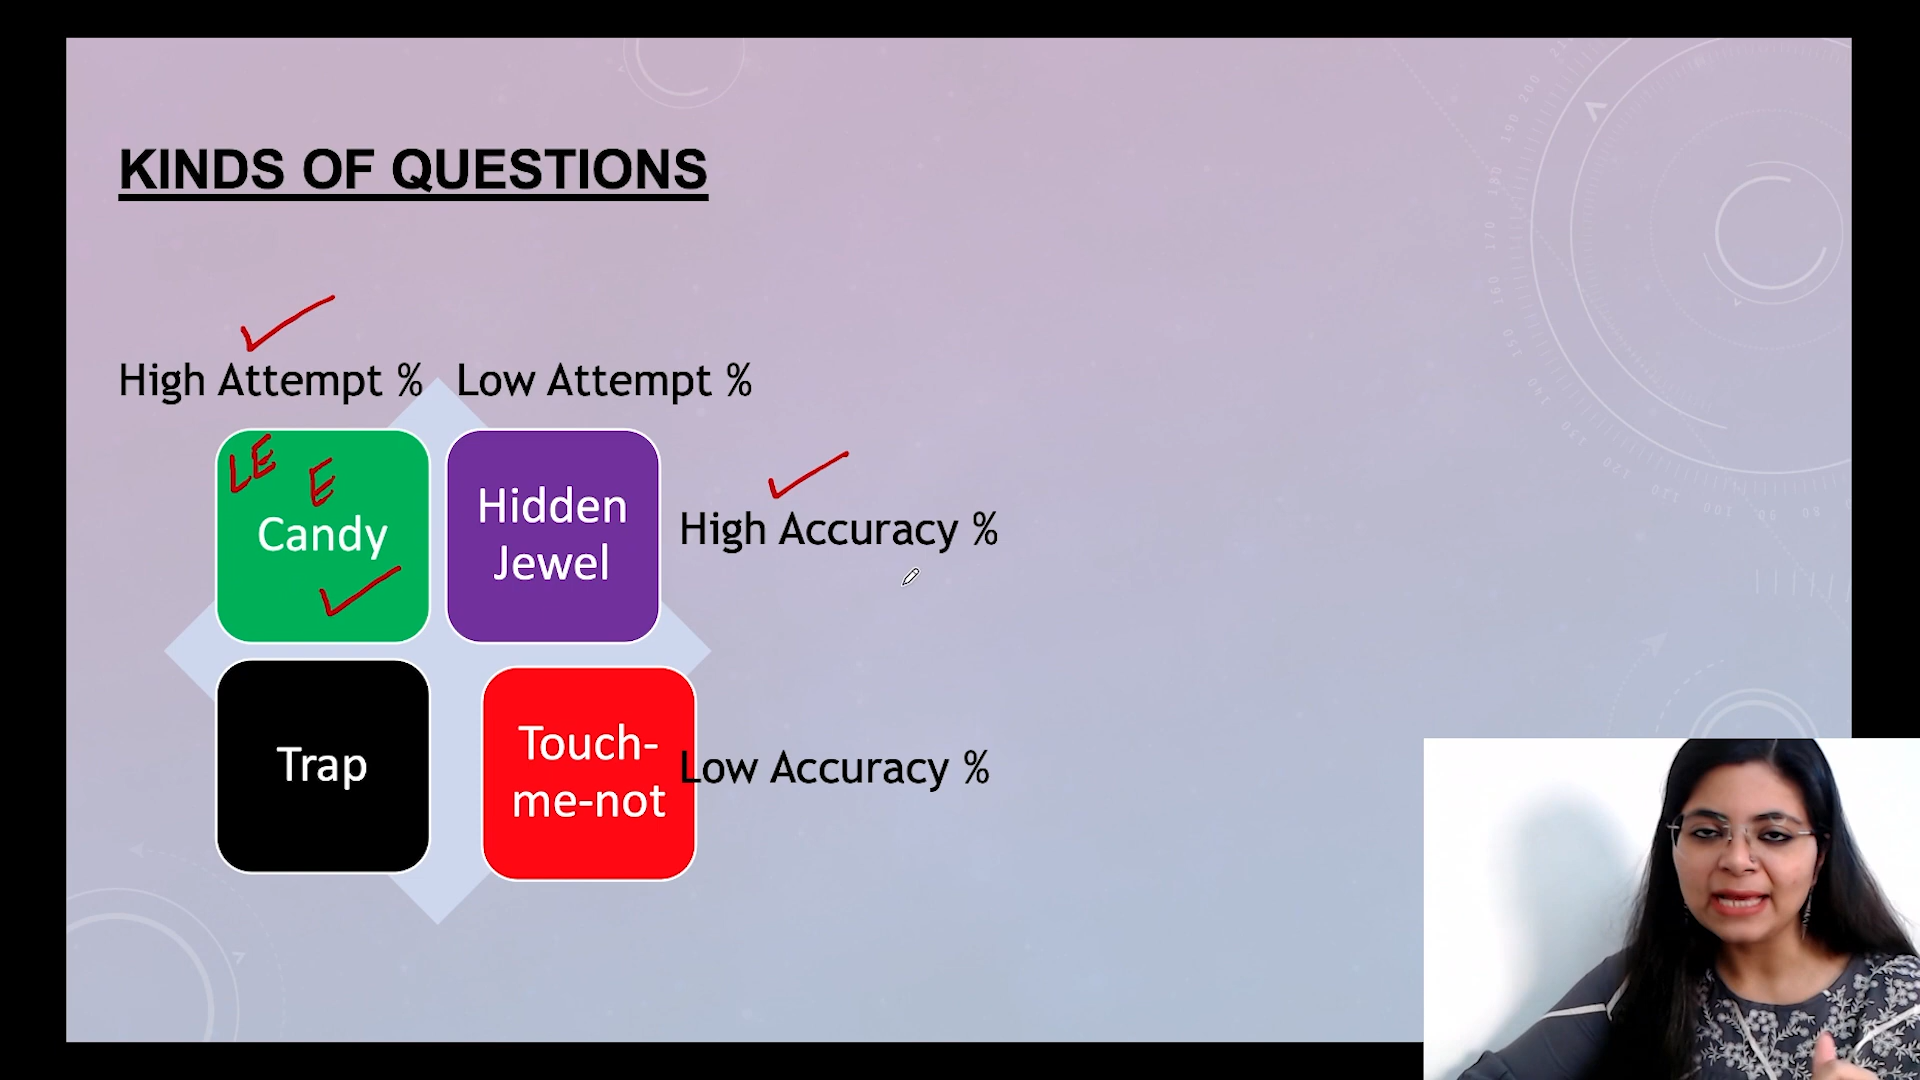 KINDS OF QUESTIONS
High Attempt % Low Attempt %
LE E
Candy
Hidden
Jewel
High Accuracy %
Trap
Touch-
me-not
Low Accuracy %